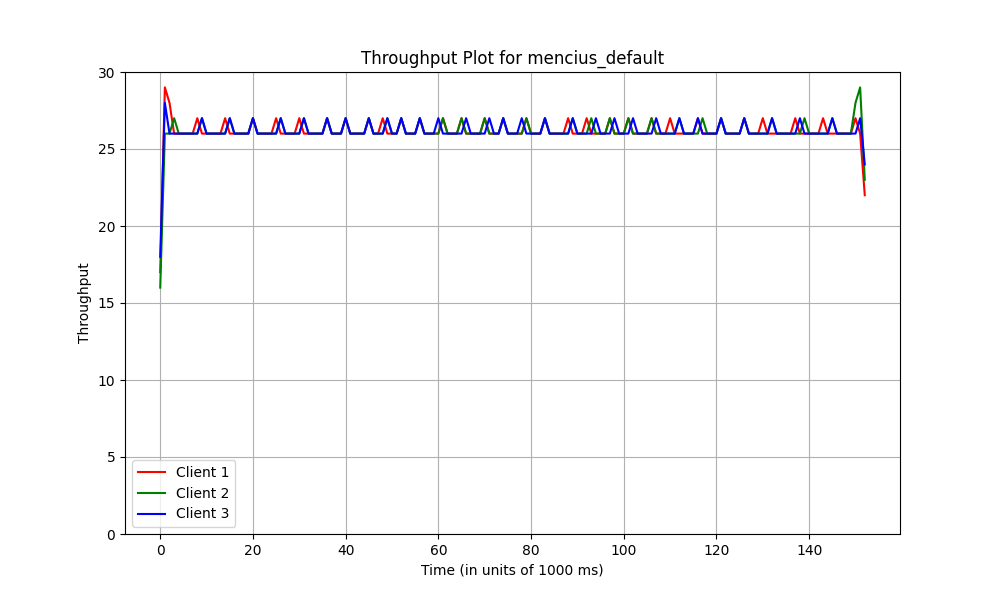 Throughput Plot for mencius_default
30
25
20
15
10
5
0
Throughput
Client 1
Client 2
Client 3
0 20 40 60 80 100 120 140
Time (in units of 1000 ms)